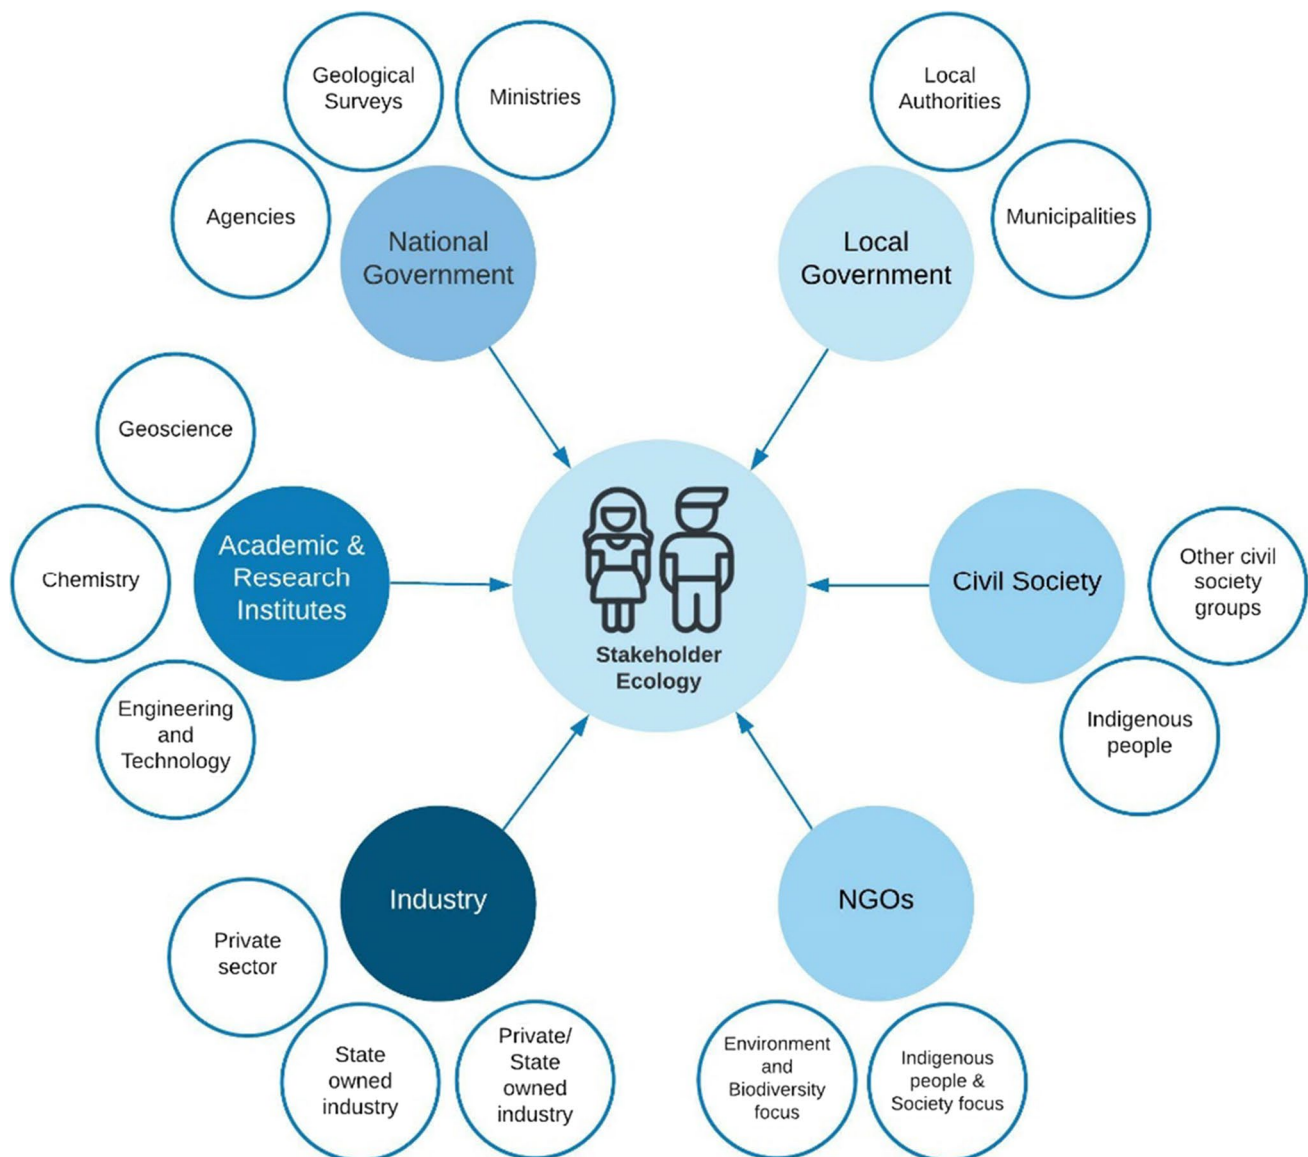 Geological
Surveys
Ministries
Agencies
National
Government
Local
Authorities
Municipalities
Local
Government
Geoscience
Chemistry
Engineering
and
Technology
Academic &
Research
Institutes
Stakeholder
Ecology
Civil Society
Other civil
society
groups
Indigenous
people
Industry
Private
sector
State
owned
industry
Private/
State
owned
industry
NGOs
Environment
and
Biodiversity
focus
Indigenous
people &
Society focus